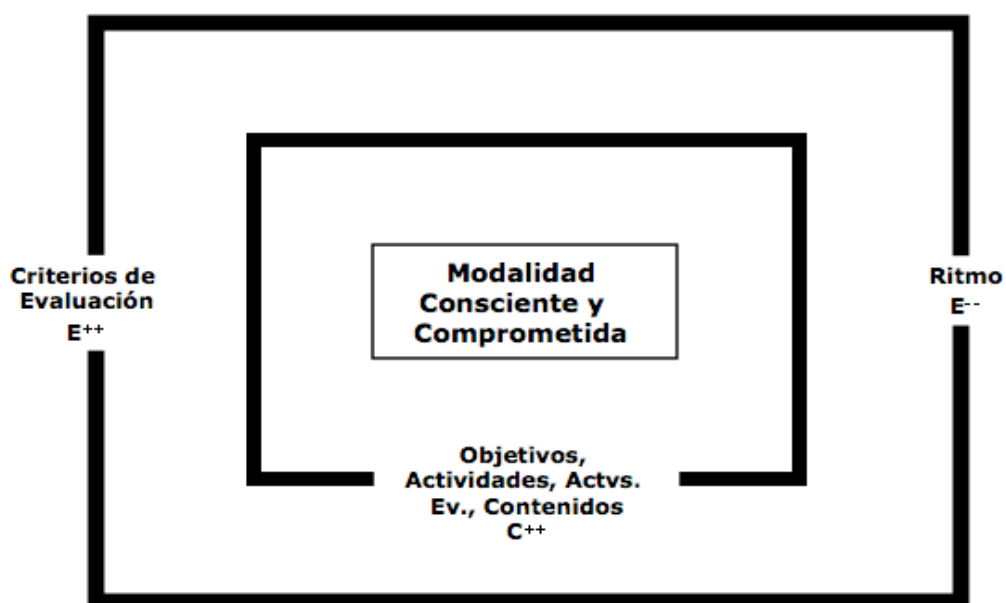 Modalidad
Consciente y
Comprometida
Criterios de
Evaluación
E++
Ritmo
E--
Objetivos,
Actividades, Actvs.
Ev., Contenidos
C++